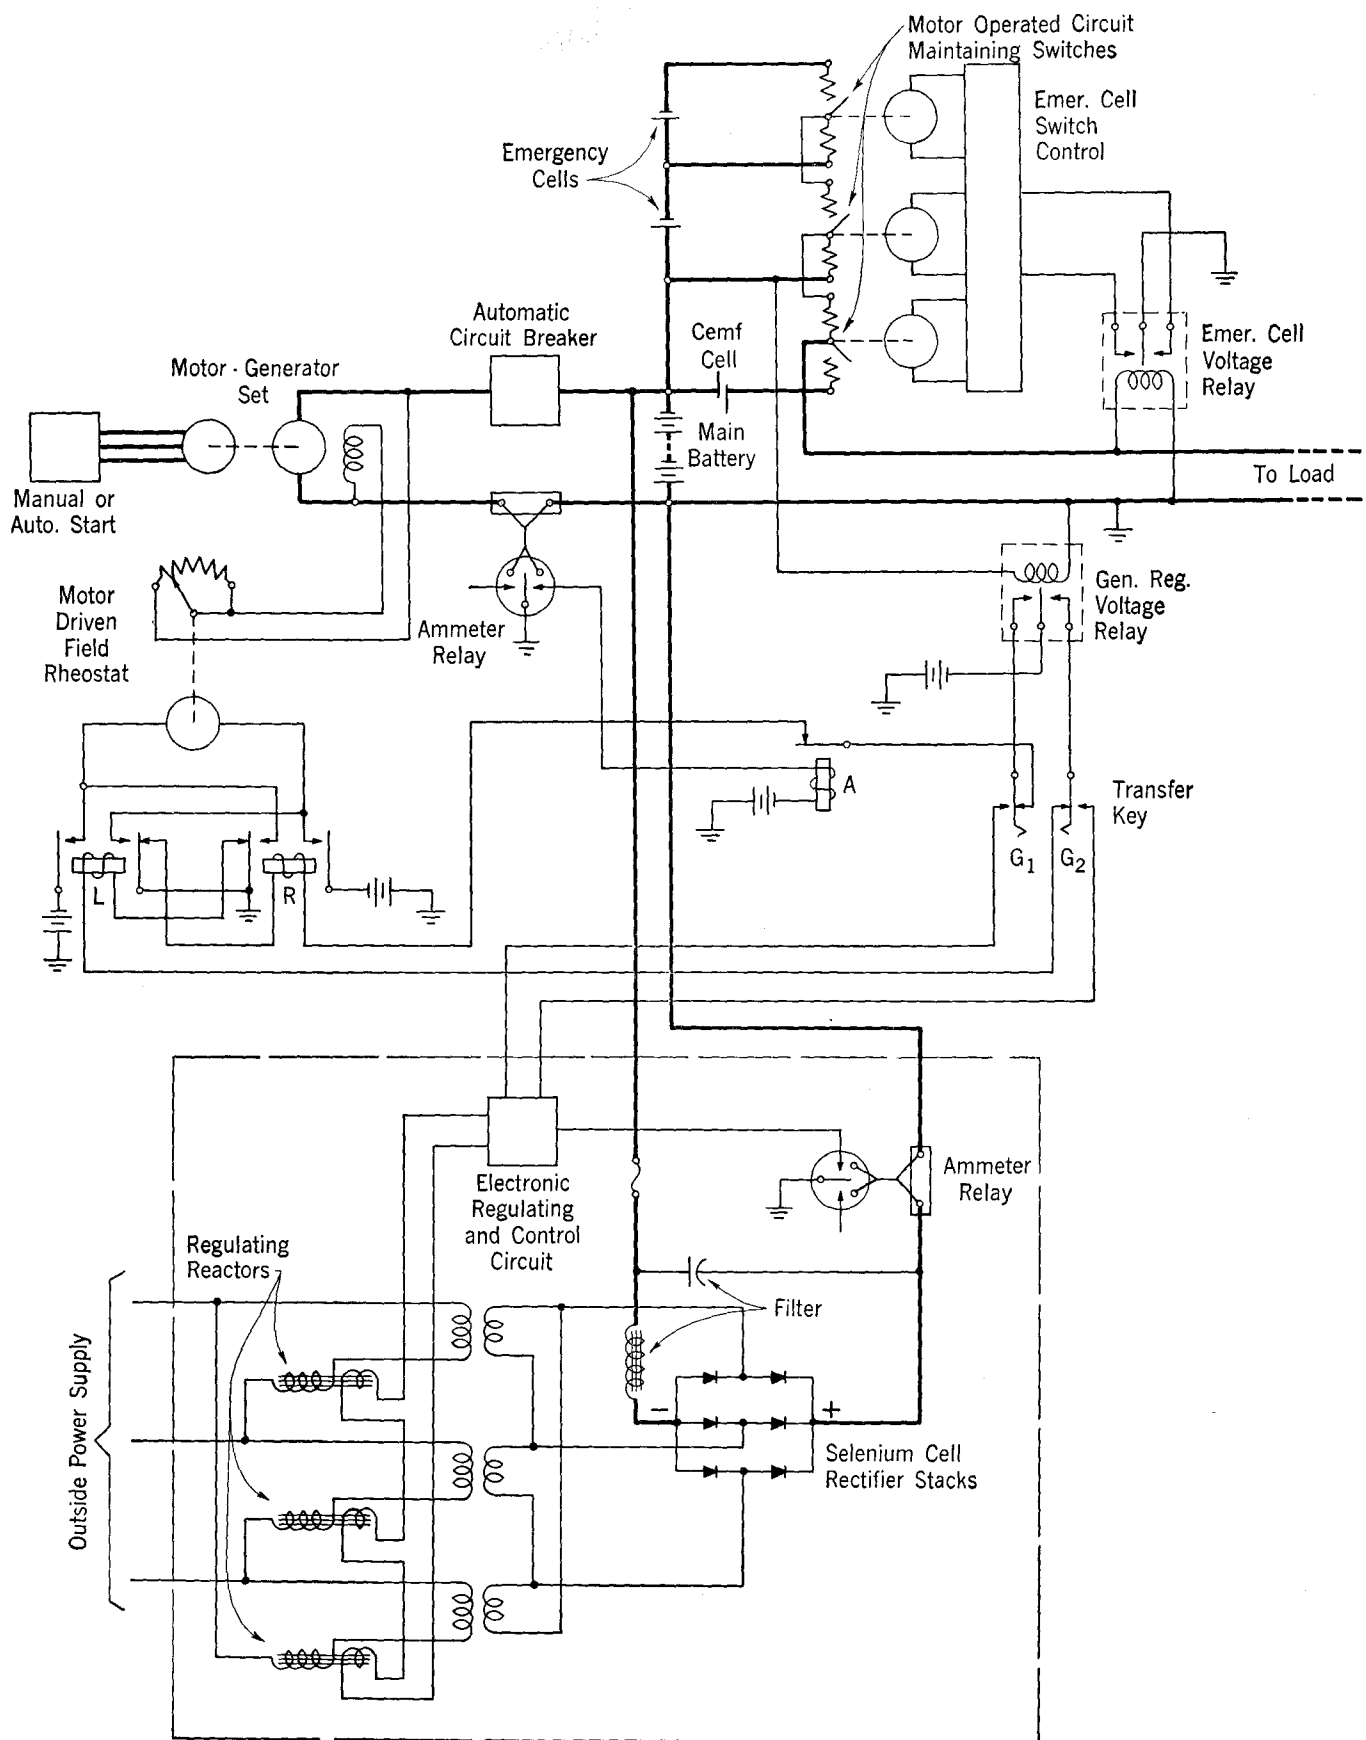 Motor Operated Circuit
Maintaining Switches
Emer. Cell
Switch
Control
Emergency
Cells
Automatic
Circuit Breaker
Cemf
Cell
Emer. Cell
Voltage
Relay
Motor - Generator
Set
Main
Battery
To Load
Manual or
Auto. Start
Motor
Driven
Field
Rheostat
Ammeter
Relay
Gen. Reg.
Voltage
Relay
A
Transfer
Key
G1
G2
L
R
Electronic
Regulating
and Control
Circuit
Ammeter
Relay
Regulating
Reactors
Filter
Outside Power Supply
−
+
Selenium Cell
Rectifier Stacks